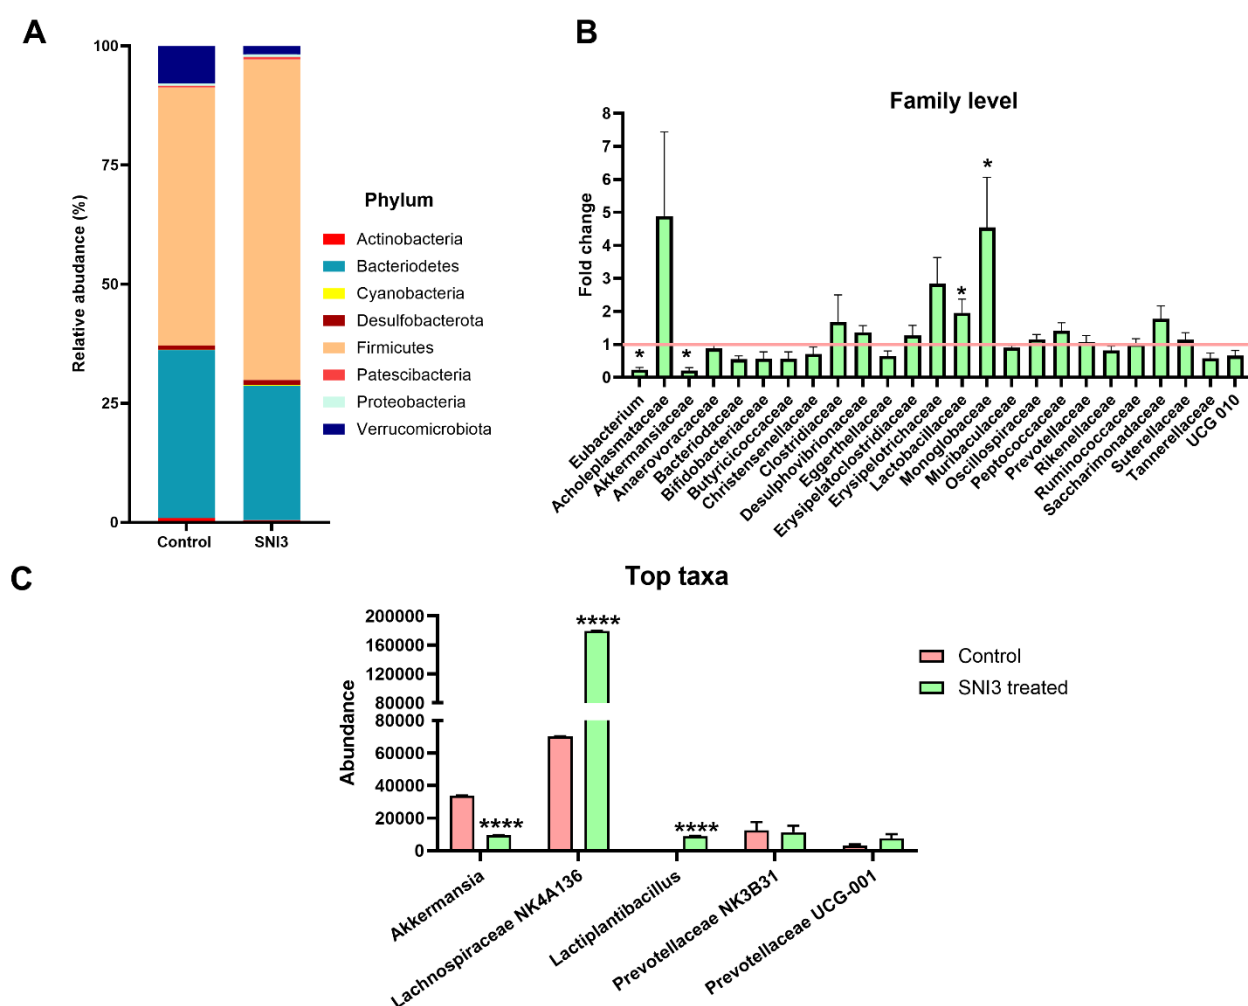 A
100
75
50
25
0
Relative abudance (%)
Control
SNI3
Phylum
Actinobacteria
Bacteriodetes
Cyanobacteria
Desulfobacterota
Firmicutes
Patescibacteria
Proteobacteria
Verrucomicrobiota
B
Family level
8
7
6
5
4
3
2
1
0
Fold change
*
*
*
*
Eubacterium
Acholeplasmataceae
Akkermansiaceae
Anaerovoracaceae
Bacteriodaceae
Bifidobacteriaceae
Butyricicoccaceae
Christensenellaceae
Clostridiaceae
Desulphovibrionaceae
Eggerthellaceae
Erysipelatoclostridiaceae
Erysipelotrichaceae
Lactobacillaceae
Monoglobaceae
Muribaculaceae
Oscillospiraceae
Peptococcaceae
Prevotellaceae
Rikenellaceae
Ruminococcaceae
Saccharimonadaceae
Suterellaceae
Tannerellaceae
UCG 010
C
Top taxa
200000
160000
120000
80000
80000
60000
40000
20000
0
Abundance
****
****
****
Akkermansia
Lachnospiraceae NK4A136
Lactiplantibacillus
Prevotellaceae NK3B31
Prevotellaceae UCG-001
Control
SNI3 treated